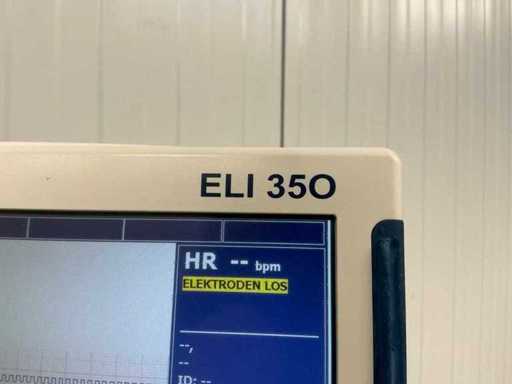 ELI 350
HR -- bpm
ELEKTRODEN LOS
--,
--
ID: --